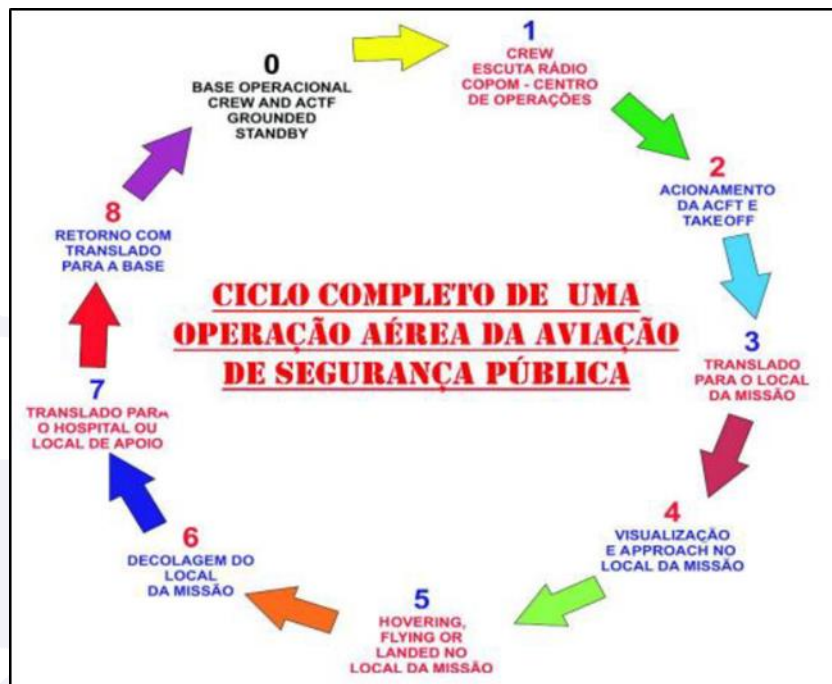 0
BASE OPERACIONAL
CREW AND ACTF
GROUNDED
STANDBY
1
CREW
ESCUTA RÁDIO
COPOM - CENTRO
DE OPERAÇÕES
2
ACIONAMENTO
DA ACFT E
TAKEOFF
3
TRANSLADO
PARA O LOCAL
DA MISSÃO
4
VISUALIZAÇÃO
E APPROACH NO
LOCAL DA MISSÃO
5
HOVERING,
FLYING OR
LANDED NO
LOCAL DA MISSÃO
6
DECOLAGEM DO
LOCAL
DA MISSÃO
7
TRANSLADO PARA
O HOSPITAL OU
LOCAL DE APOIO
8
RETORNO COM
TRANSLADO
PARA A BASE
CICLO COMPLETO DE UMA
OPERAÇÃO AÉREA DA AVIAÇÃO
DE SEGURANÇA PÚBLICA